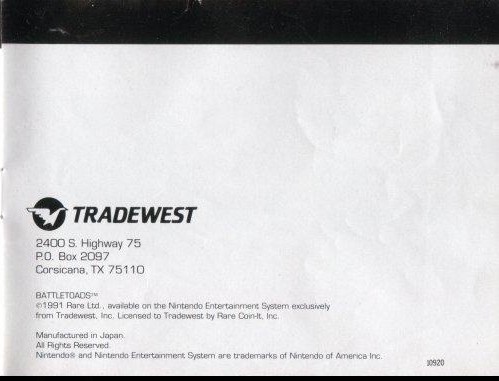 TRADEWEST
2400 S. Highway 75
P.O. Box 2097
Corsicana, TX 75110
BATTLETOADS™
©1991 Rare Ltd., available on the Nintendo Entertainment System exclusively
from Tradewest, Inc. Licensed to Tradewest by Rare Coin-It, Inc.
Manufactured in Japan.
All Rights Reserved.
Nintendo® and Nintendo Entertainment System are trademarks of Nintendo of America Inc.
10920